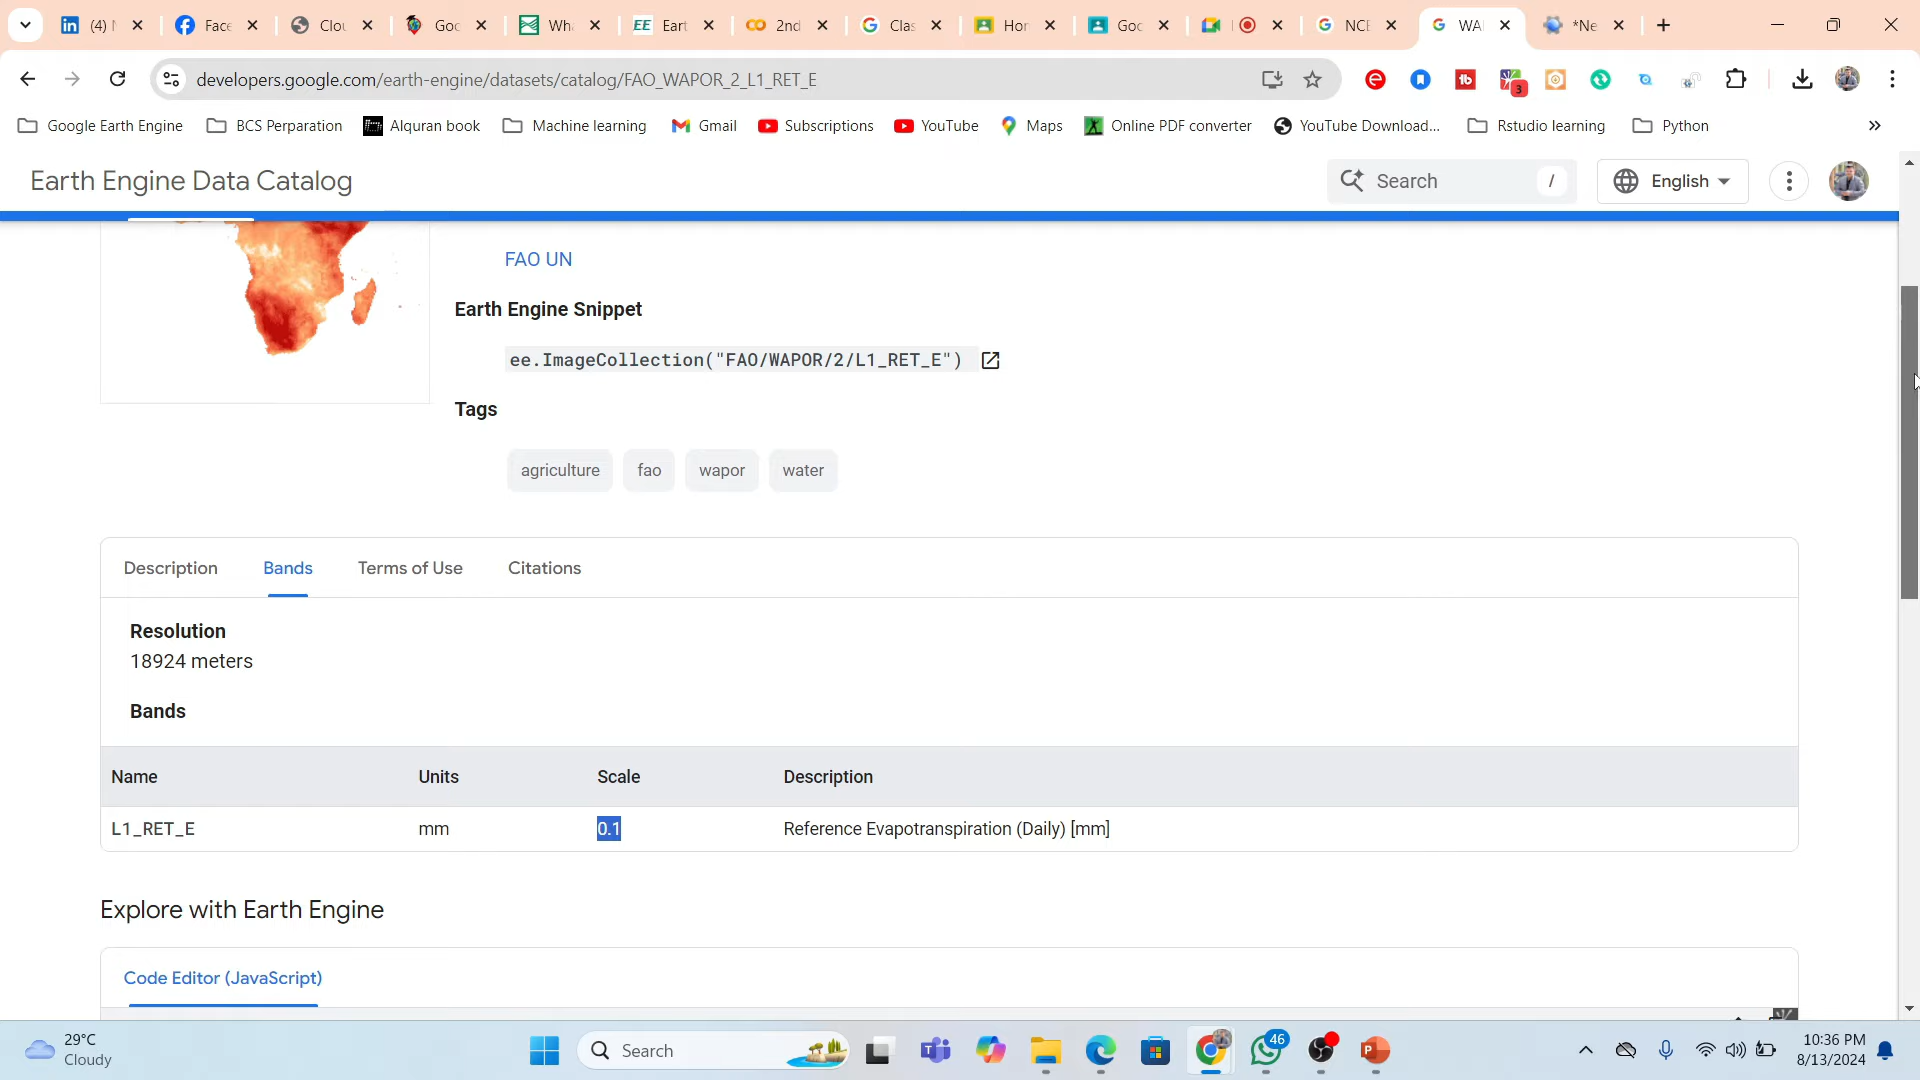 (4)
Face
Clou
Goo
Wh
EE Eart
2nd
Clas
Hor
Goo
NCE
WA
*Ne
developers.google.com/earth-engine/datasets/catalog/FAO_WAPOR_2_L1_RET_E
3
Google Earth Engine
BCS Perparation
Alquran book
Machine learning
Gmail
Subscriptions
YouTube
Maps
Online PDF converter
YouTube Download...
Rstudio learning
Python
»
Earth Engine Data Catalog
Search /
English
FAO UN
Earth Engine Snippet
ee.ImageCollection("FAO/WAPOR/2/L1_RET_E")
Tags
agriculture fao wapor water
Description Bands Terms of Use Citations
Resolution
18924 meters
Bands
Name Units Scale Description
L1_RET_E mm 0.1 Reference Evapotranspiration (Daily) [mm]
Explore with Earth Engine
Code Editor (JavaScript)
29°C
Cloudy
Search
46
10:36 PM
8/13/2024